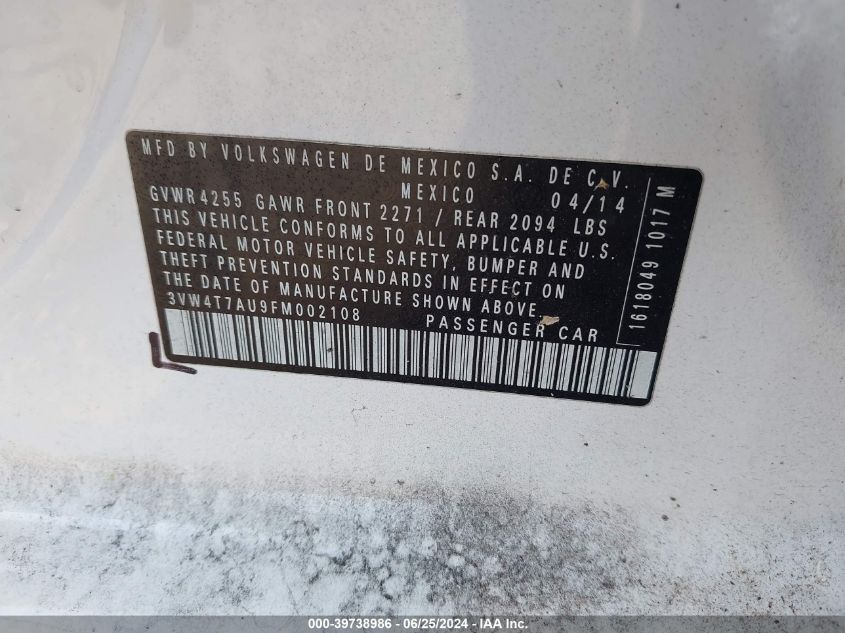 MFD BY VOLKSWAGEN DE MEXICO S.A. DE C.V.
MEXICO 04/14
GVWR 4255 GAWR FRONT 2271 / REAR 2094 LBS
THIS VEHICLE CONFORMS TO ALL APPLICABLE U.S.
FEDERAL MOTOR VEHICLE SAFETY, BUMPER AND
THEFT PREVENTION STANDARDS IN EFFECT ON
THE DATE OF MANUFACTURE SHOWN ABOVE.
3VW4T7AU9FM002108 PASSENGER CAR
1618049 1017 M
000-39738986 - 06/25/2024 - IAA Inc.